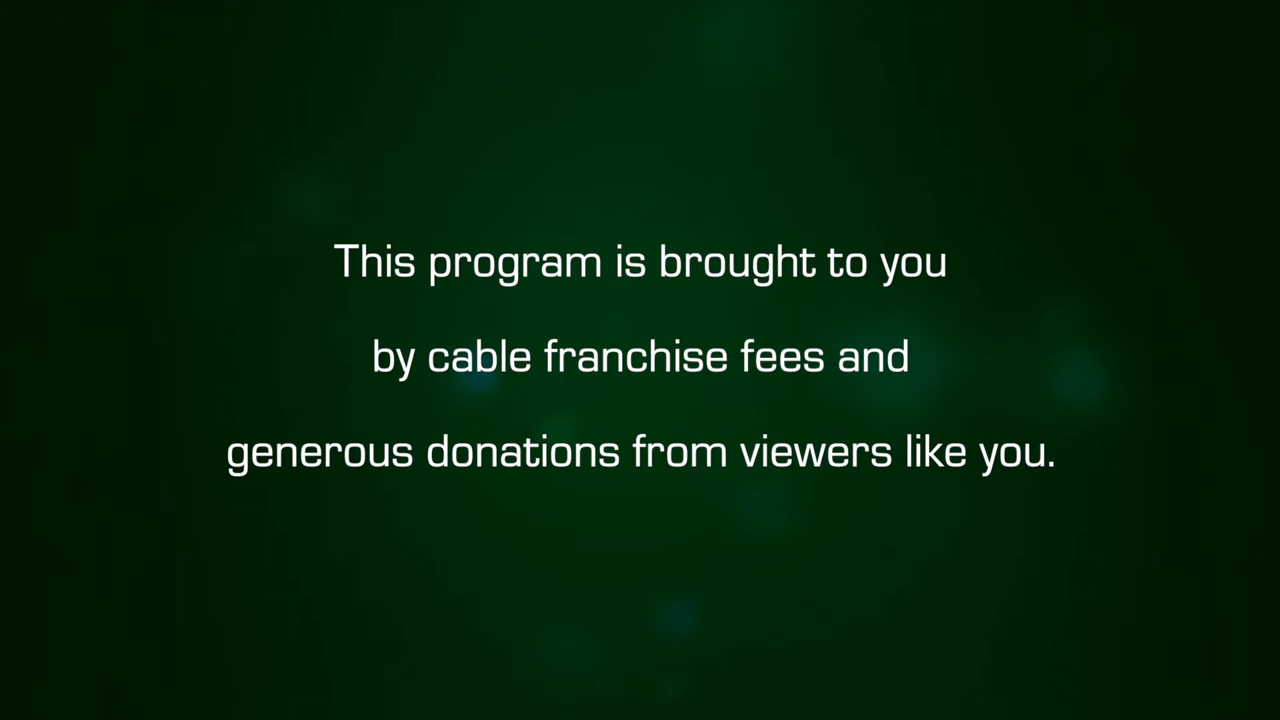 This program is brought to you
by cable franchise fees and
generous donations from viewers like you.